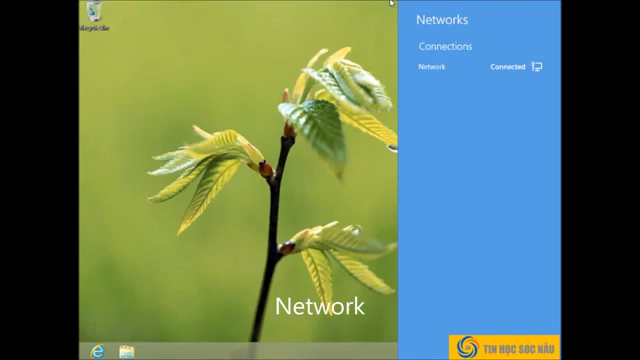 Recycle Bin
Networks
Connections
Network Connected
Network
TIN HỌC SÓC NÂU